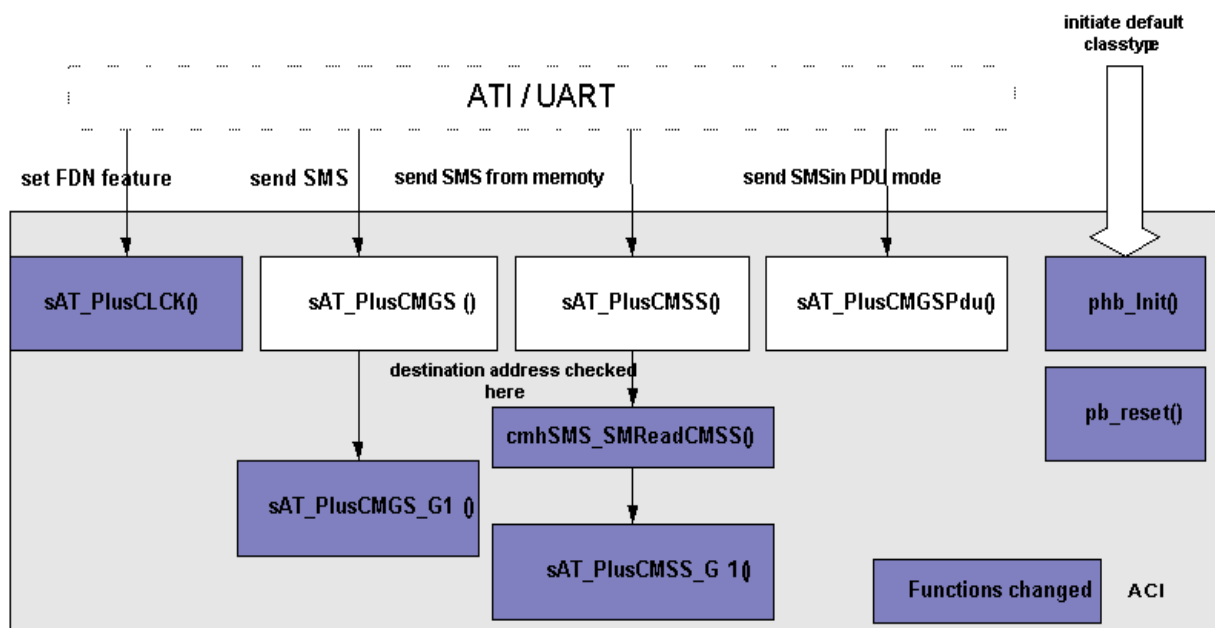 initiate default
classtype
ATI / UART
set FDN feature
send SMS
send SMS from memoty
send SMSin PDU mode
sAT_PlusCLCK()
sAT_PlusCMGS ()
sAT_PlusCMSS()
sAT_PlusCMGSPdu()
phb_Init()
destination address checked
here
pb_reset()
cmhSMS_SMReadCMSS()
sAT_PlusCMGS_G1 ()
sAT_PlusCMSS_G 1()
Functions changed
ACI